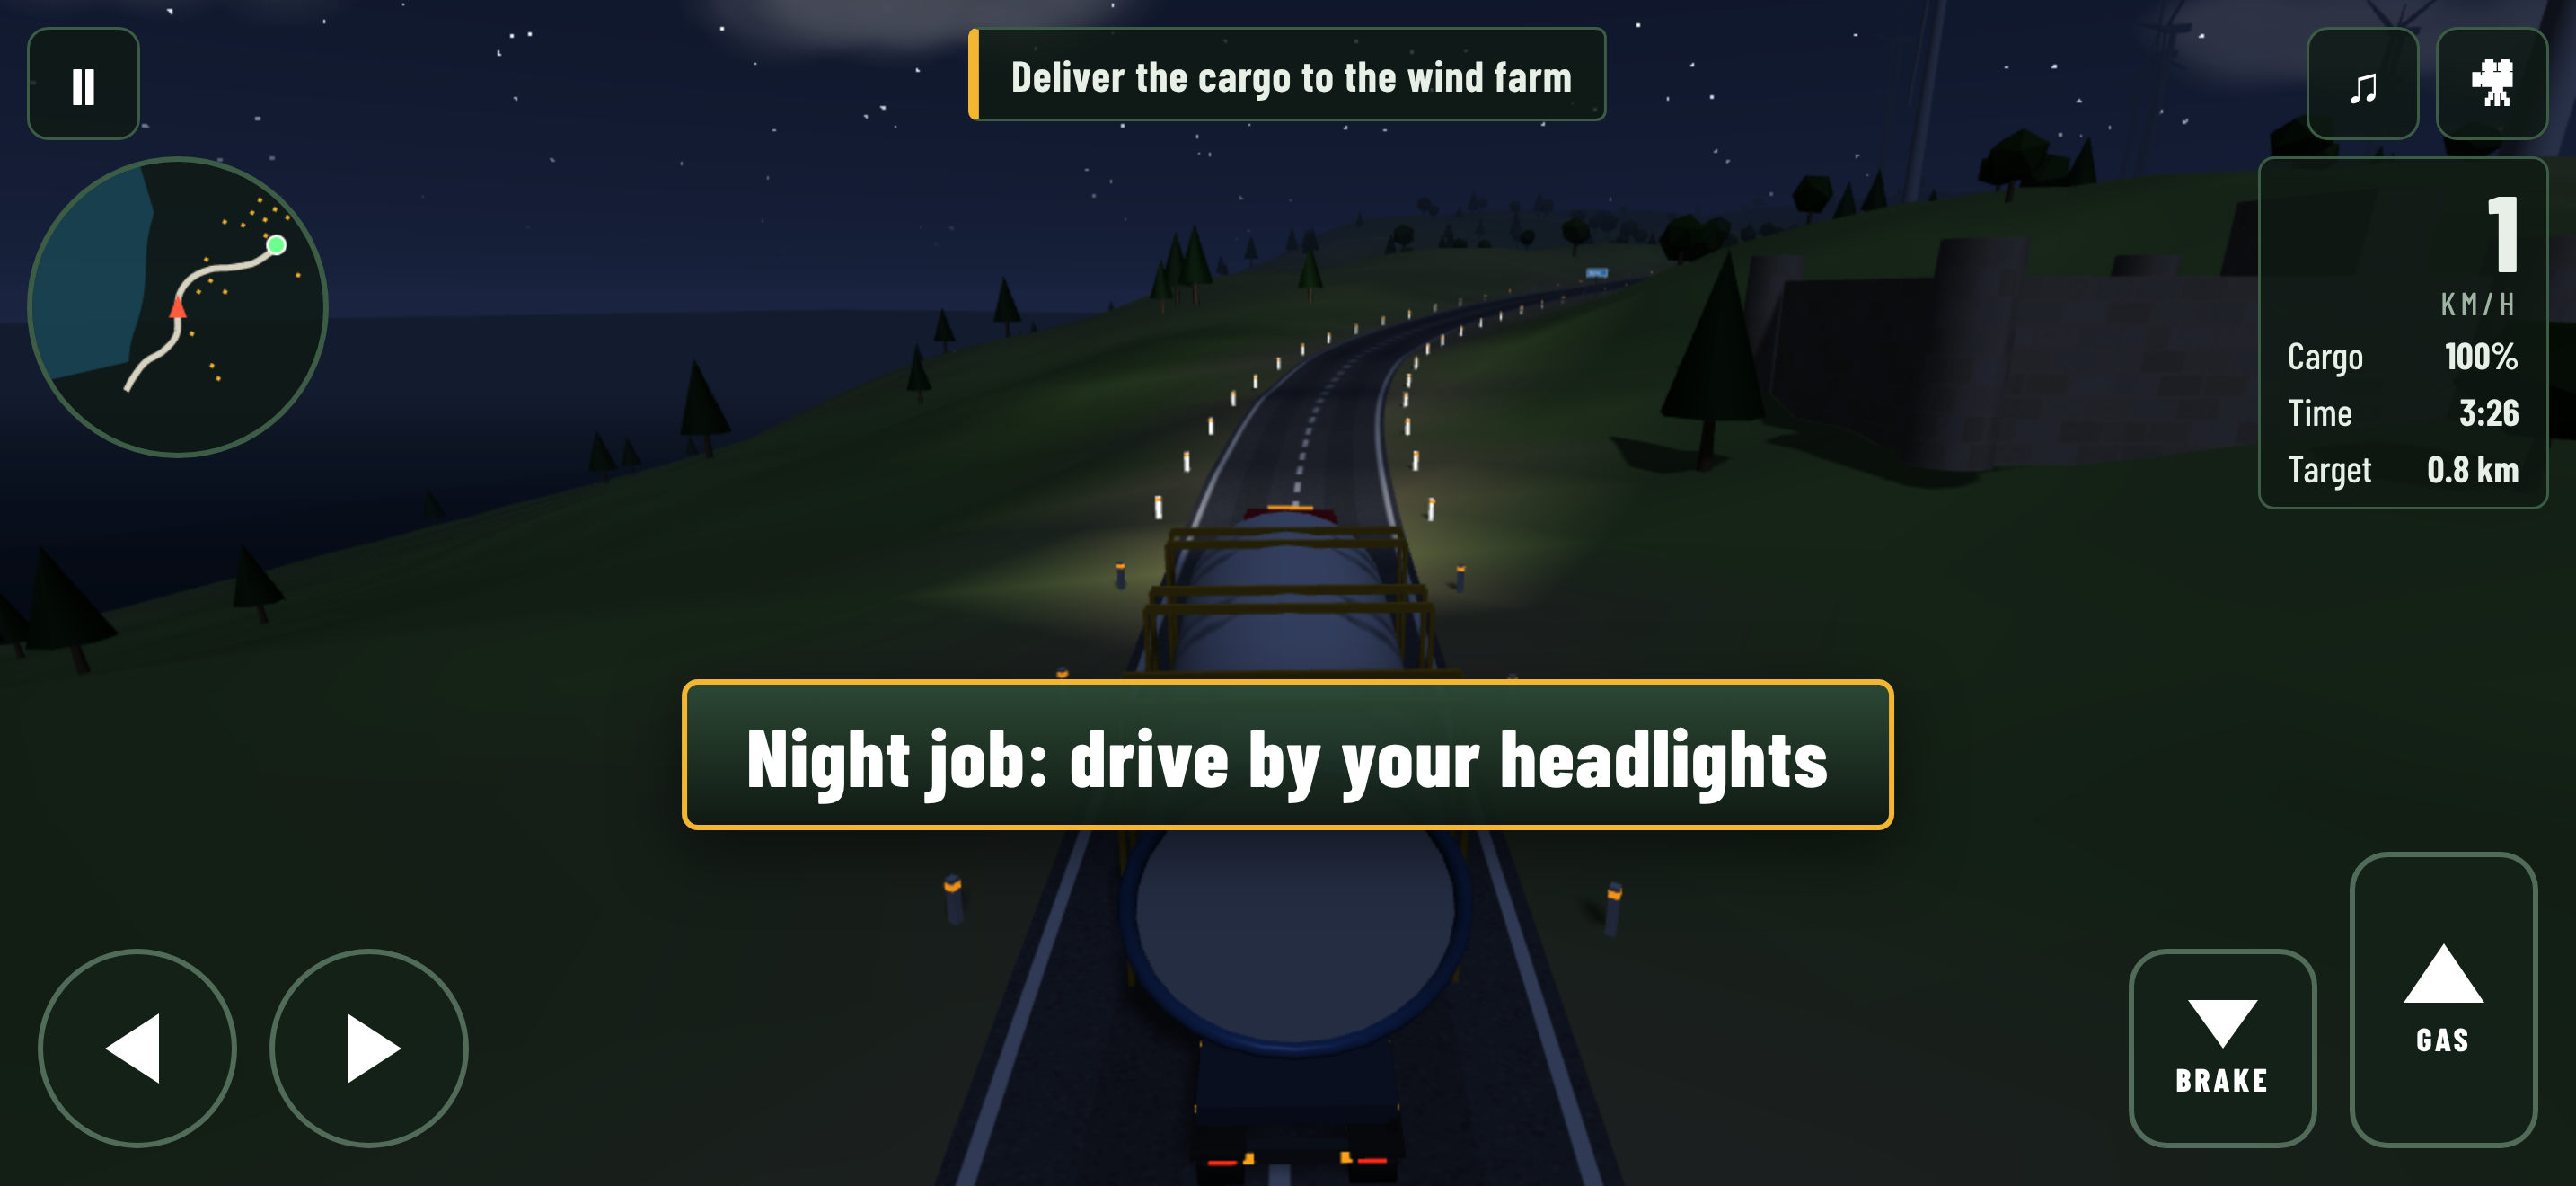 Deliver the cargo to the wind farm
1
KM/H
Cargo 100%
Time 3:26
Target 0.8 km
Night job: drive by your headlights
BRAKE
GAS